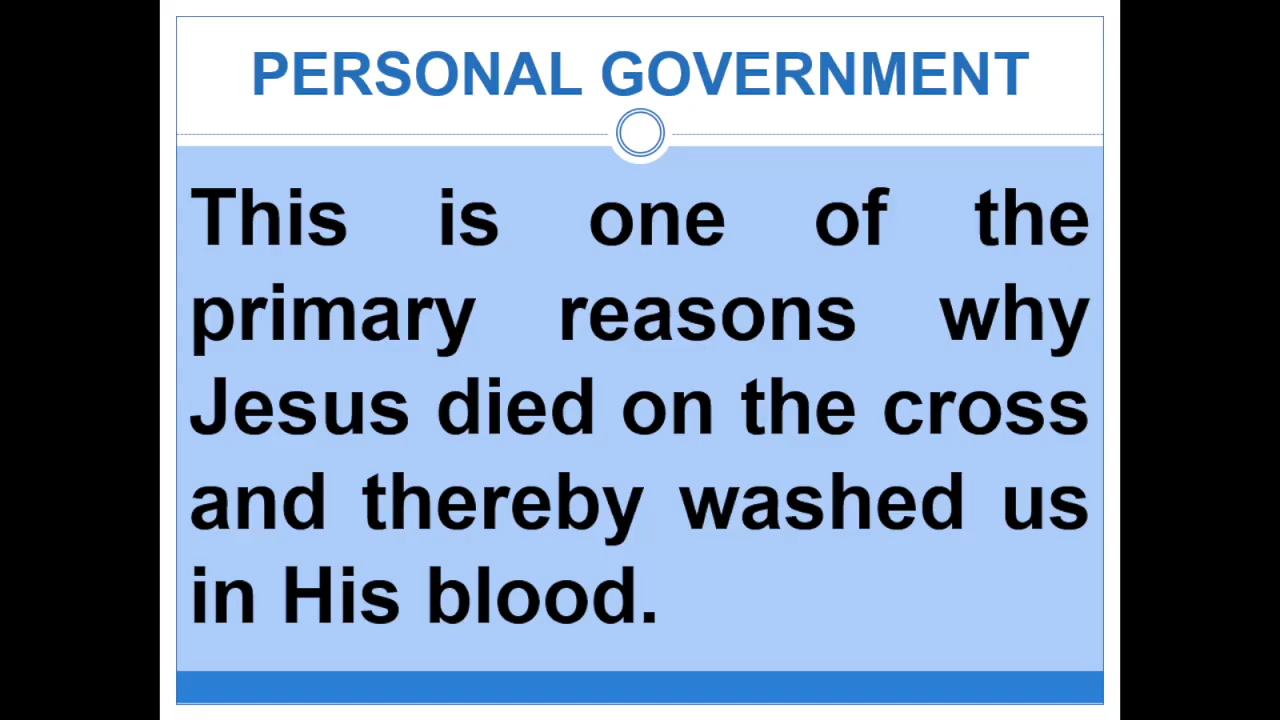 PERSONAL GOVERNMENT
This is one of the
primary reasons why
Jesus died on the cross
and thereby washed us
in His blood.